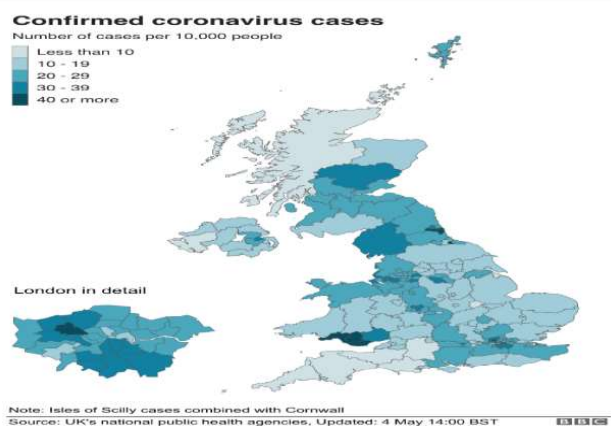 Confirmed coronavirus cases
Number of cases per 10,000 people
Less than 10
10 - 19
20 - 29
30 - 39
40 or more
London in detail
Note: Isles of Scilly cases combined with Cornwall
Source: UK's national public health agencies, Updated: 4 May 14:00 BST
BBC